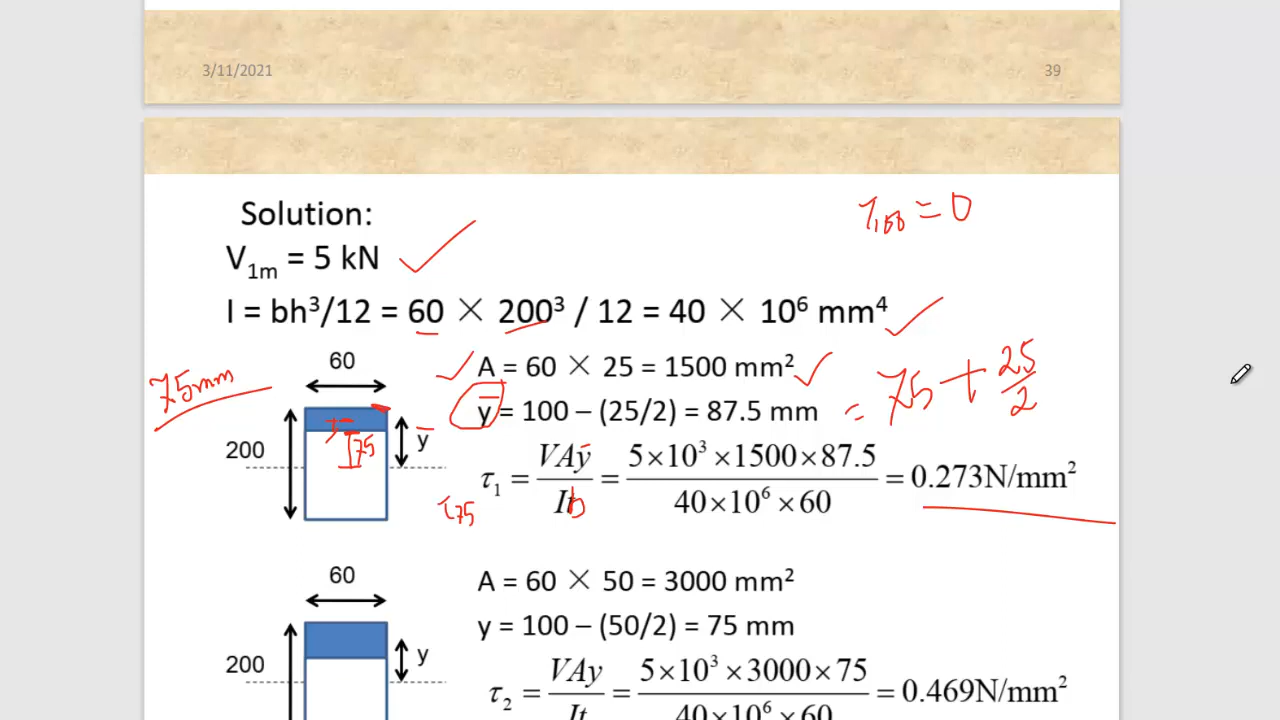 3/11/2021 39
Solution:
τ₁₀₀ = 0
V₁ₘ = 5 kN
I = bh³/12 = 60 × 200³ / 12 = 40 × 10⁶ mm⁴
60
A = 60 × 25 = 1500 mm²
75mm
ȳ = 100 – (25/2) = 87.5 mm = 75 + 25/2
200
y
75
τ₁ = VAȳ / It b = 5×10³×1500×87.5 / 40×10⁶×60 = 0.273N/mm²
τ75
60
A = 60 × 50 = 3000 mm²
y = 100 – (50/2) = 75 mm
200
y
τ₂ = VAy / It = 5×10³×3000×75 / 40×10⁶×60 = 0.469N/mm²